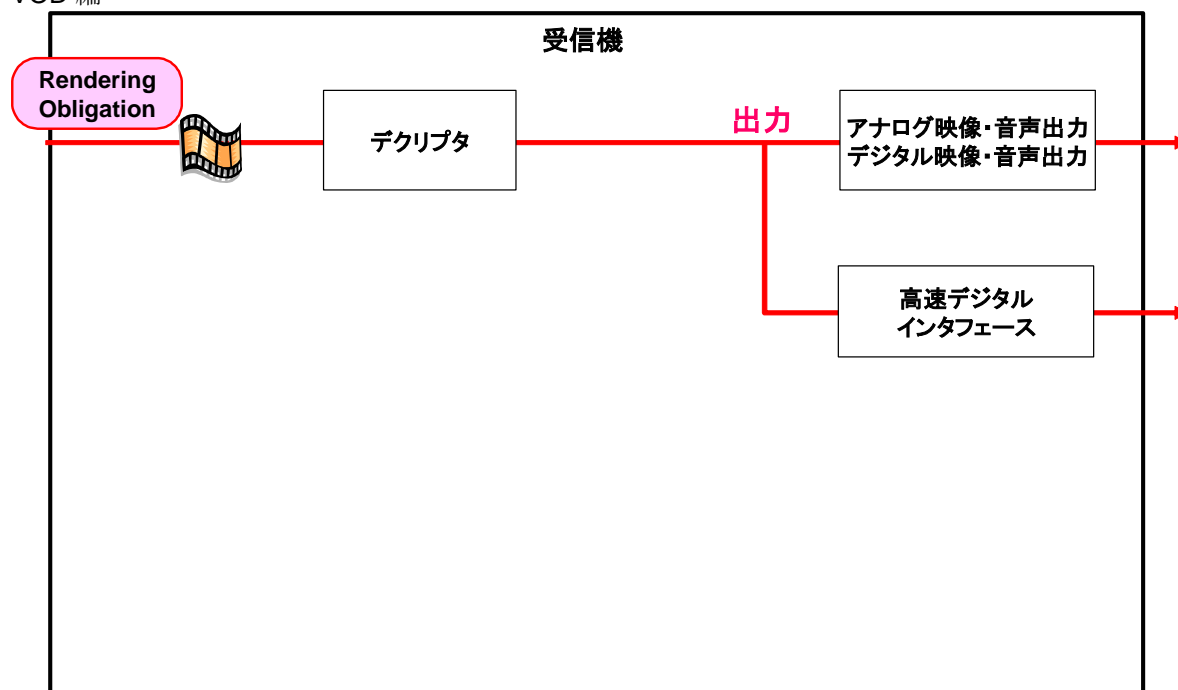 VOD 編
受信機
Rendering
Obligation
デクリプタ
出力
アナログ映像・音声出力
デジタル映像・音声出力
高速デジタル
インタフェース